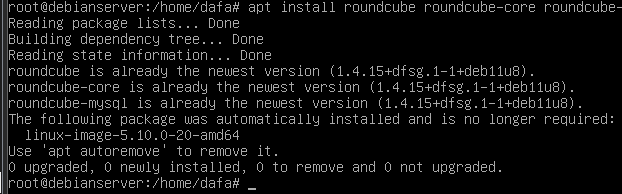 root@debianserver:/home/dafa# apt install roundcube roundcube-core roundcube-
Reading package lists... Done
Building dependency tree... Done
Reading state information... Done
roundcube is already the newest version (1.4.15+dfsg.1-1+deb11u8).
roundcube-core is already the newest version (1.4.15+dfsg.1-1+deb11u8).
roundcube-mysql is already the newest version (1.4.15+dfsg.1-1+deb11u8).
The following package was automatically installed and is no longer required:
  linux-image-5.10.0-20-amd64
Use 'apt autoremove' to remove it.
0 upgraded, 0 newly installed, 0 to remove and 0 not upgraded.
root@debianserver:/home/dafa# _